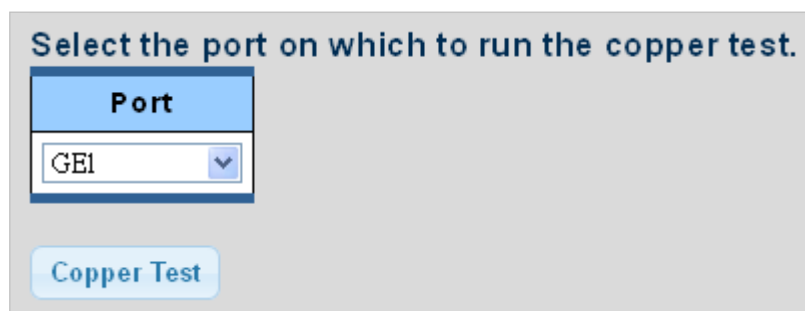 Select the port on which to run the copper test.
Port
GE1
Copper Test